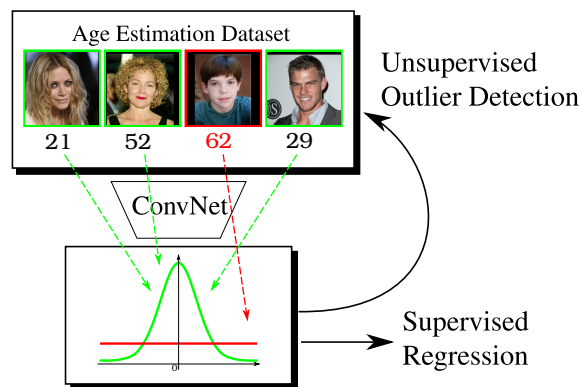 Age Estimation Dataset
21 52 62 29
Unsupervised
Outlier Detection
ConvNet
0
Supervised
Regression